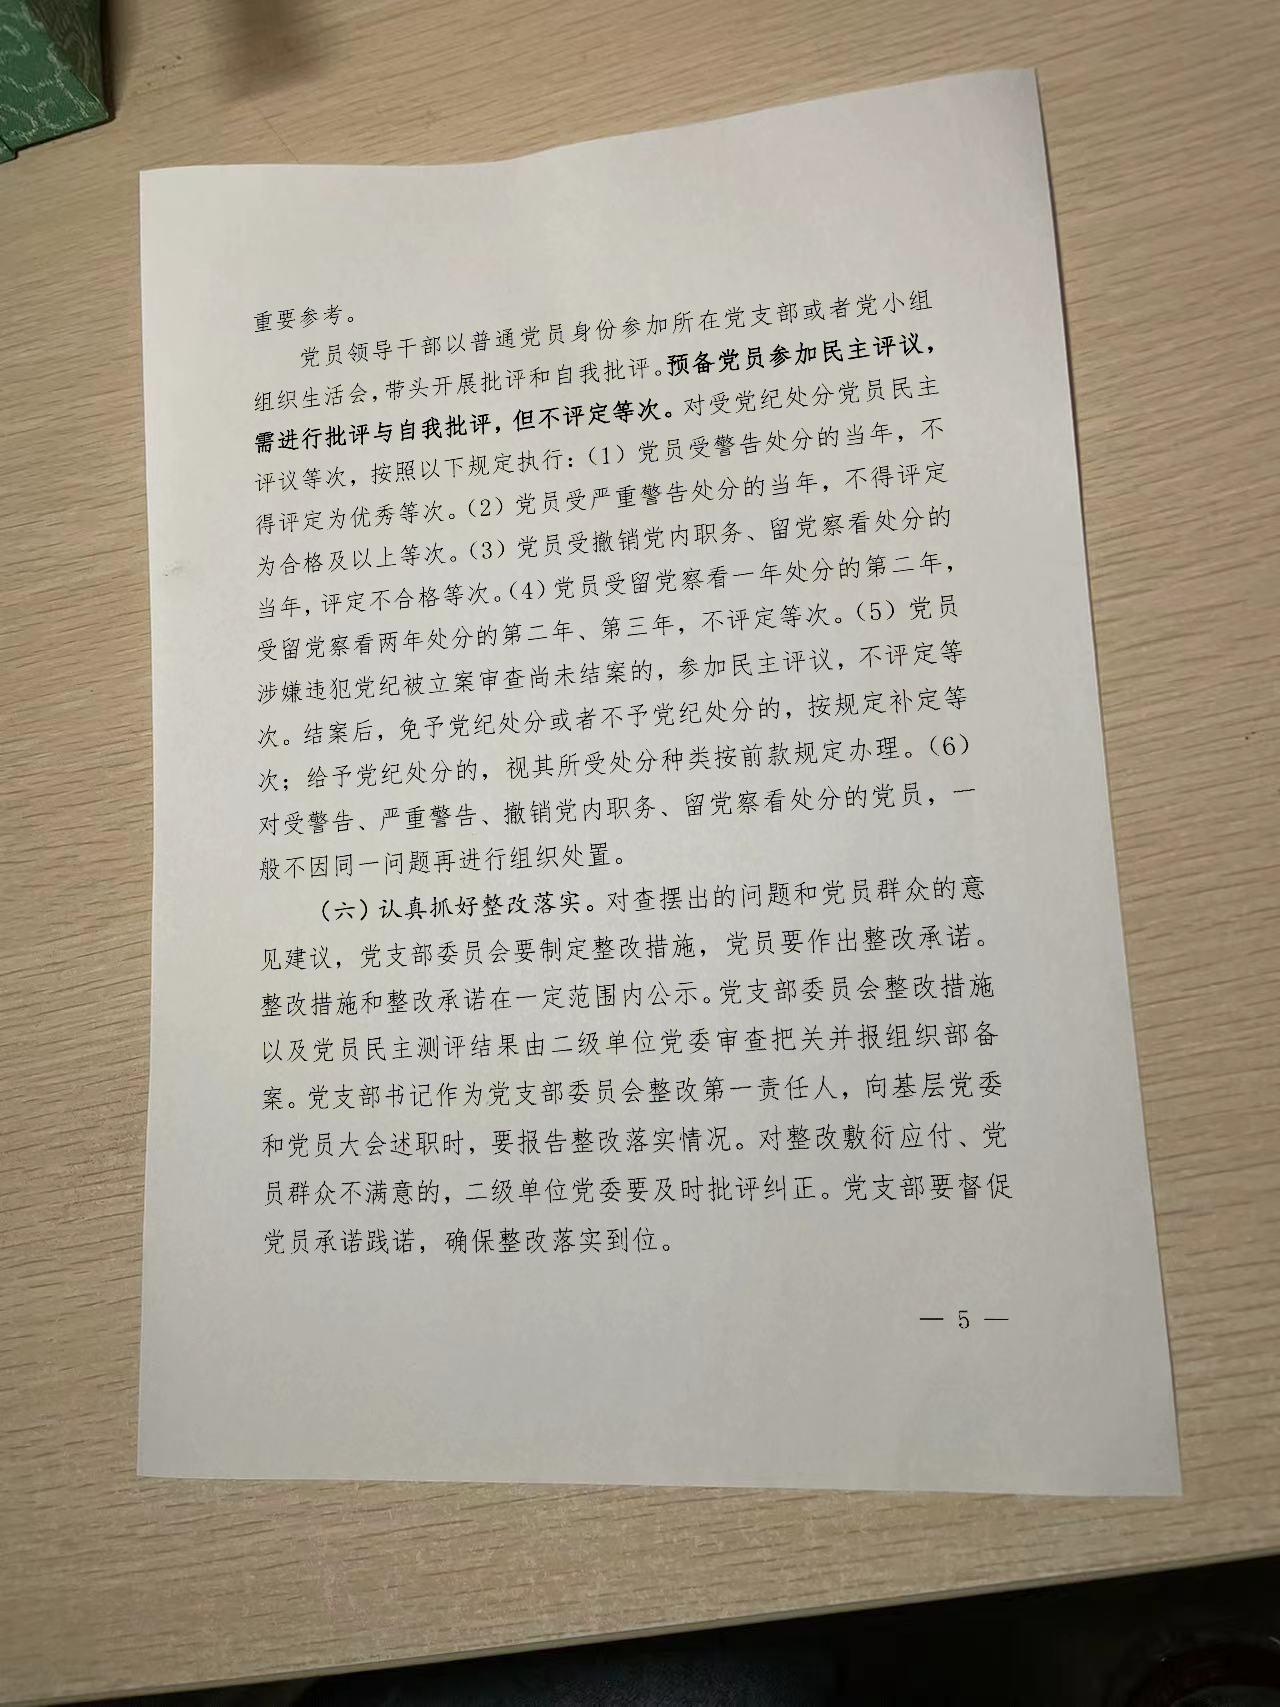 重要参考。
党员领导干部以普通党员身份参加所在党支部或者党小组
组织生活会，带头开展批评和自我批评。预备党员参加民主评议，
需进行批评与自我批评，但不评定等次。对受党纪处分党员民主
评议等次，按照以下规定执行：（1）党员受警告处分的当年，不
得评定为优秀等次。（2）党员受严重警告处分的当年，不得评定
为合格及以上等次。（3）党员受撤销党内职务、留党察看处分的
当年，评定不合格等次。（4）党员受留党察看一年处分的第二年，
受留党察看两年处分的第二年、第三年，不评定等次。（5）党员
涉嫌违犯党纪被立案审查尚未结案的，参加民主评议，不评定等
次。结案后，免予党纪处分或者不予党纪处分的，按规定补定等
次；给予党纪处分的，视其所受处分种类按前款规定办理。（6）
对受警告、严重警告、撤销党内职务、留党察看处分的党员，一
般不因同一问题再进行组织处置。
（六）认真抓好整改落实。对查摆出的问题和党员群众的意
见建议，党支部委员会要制定整改措施，党员要作出整改承诺。
整改措施和整改承诺在一定范围内公示。党支部委员会整改措施
以及党员民主测评结果由二级单位党委审查把关并报组织部备
案。党支部书记作为党支部委员会整改第一责任人，向基层党委
和党员大会述职时，要报告整改落实情况。对整改敷衍应付、党
员群众不满意的，二级单位党委要及时批评纠正。党支部要督促
党员承诺践诺，确保整改落实到位。
— 5 —